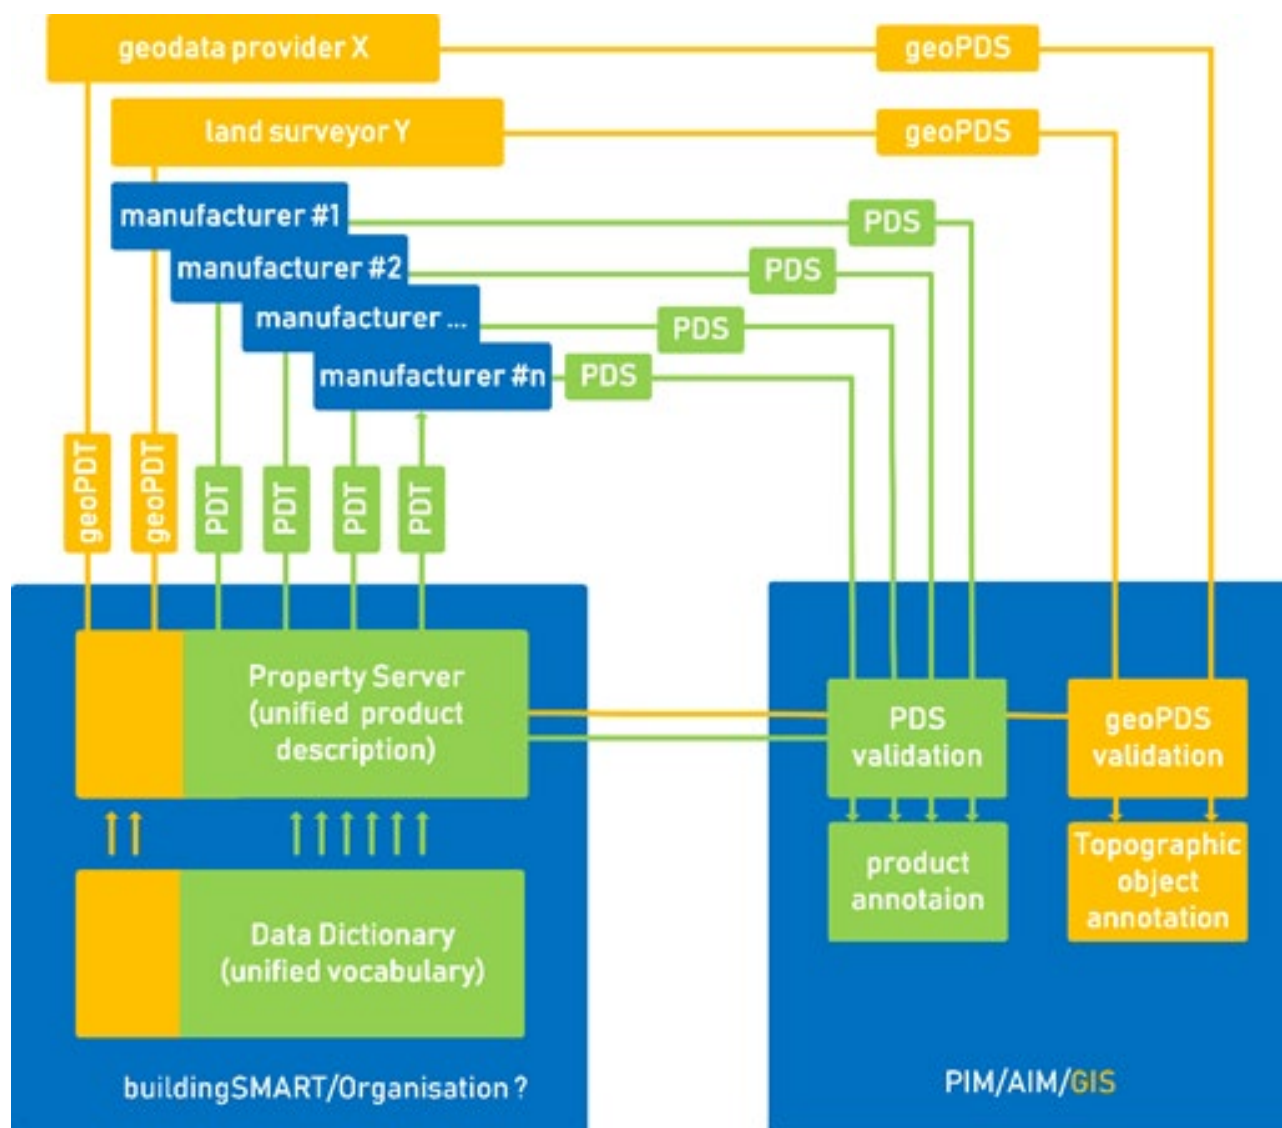 geodata provider X
geoPDS
land surveyor Y
geoPDS
manufacturer #1
PDS
manufacturer #2
PDS
manufacturer ...
PDS
manufacturer #n
PDS
geoPDT
geoPDT
PDT
PDT
PDT
PDT
Property Server
(unified product
description)
PDS
validation
geoPDS
validation
product
annotaion
Topographic
object
annotation
Data Dictionary
(unified vocabulary)
buildingSMART/Organisation ?
PIM/AIM/GIS